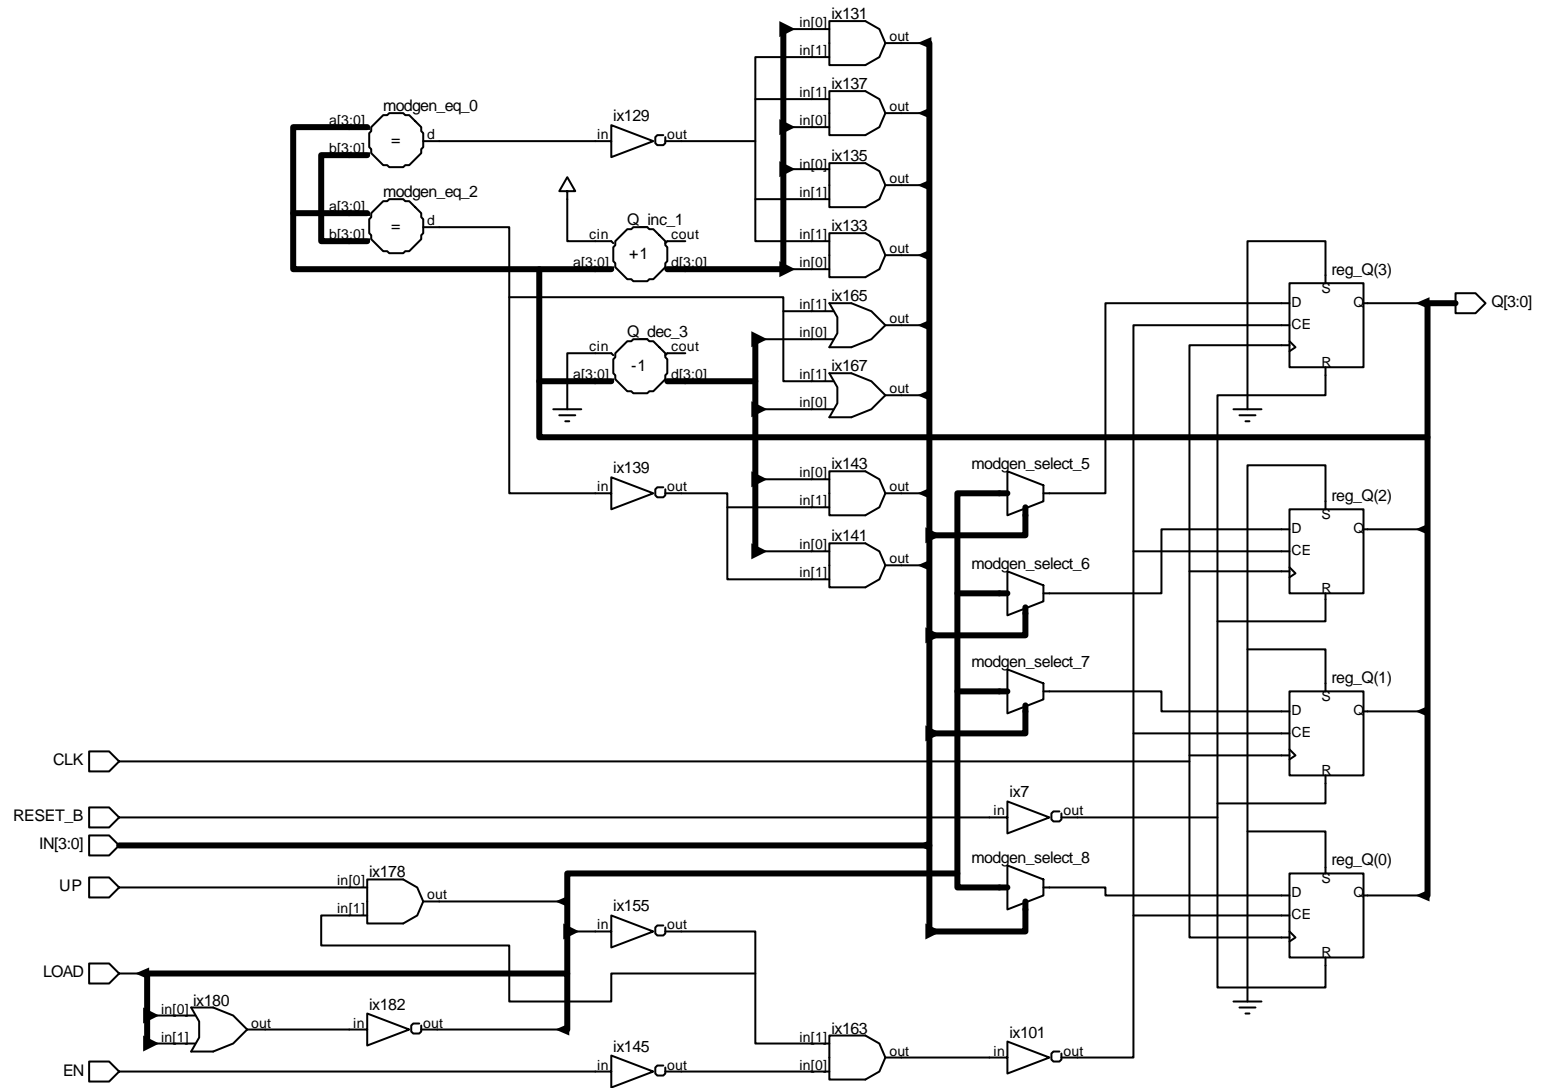 ix131
in[0]
out
in[1]
ix137
in[1]
out
in[0]
modgen_eq_0
a[3:0]
=
d
b[3:0]
ix129
in
out
ix135
in[0]
out
in[1]
modgen_eq_2
a[3:0]
=
d
b[3:0]
Q_inc_1
cin
cout
+1
a[3:0]
d[3:0]
ix133
in[1]
out
in[0]
ix165
in[1]
out
in[0]
Q_dec_3
cin
cout
-1
a[3:0]
d[3:0]
ix167
in[1]
out
in[0]
reg_Q(3)
S
D
Q
CE
R
Q[3:0]
ix139
in
out
ix143
in[0]
out
in[1]
modgen_select_5
ix141
in[0]
out
in[1]
modgen_select_6
reg_Q(2)
S
D
Q
CE
R
modgen_select_7
reg_Q(1)
S
D
Q
CE
R
CLK
RESET_B
ix7
in
out
IN[3:0]
UP
ix178
in[0]
out
in[1]
modgen_select_8
reg_Q(0)
S
D
Q
CE
R
ix155
in
out
LOAD
ix180
in[0]
out
in[1]
ix182
in
out
EN
ix145
in
out
ix163
in[1]
out
in[0]
ix101
in
out